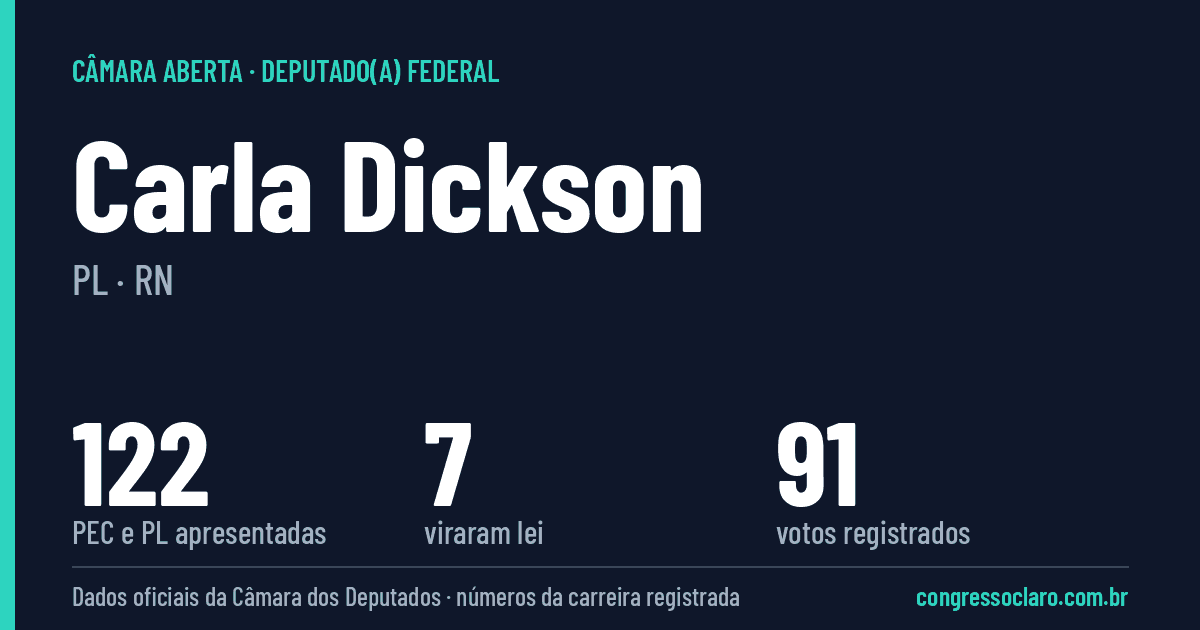 CÂMARA ABERTA · DEPUTADO(A) FEDERAL
Carla Dickson
PL · RN
122 7 91
PEC e PL apresentadas viraram lei votos registrados
Dados oficiais da Câmara dos Deputados · números da carreira registrada congressoclaro.com.br